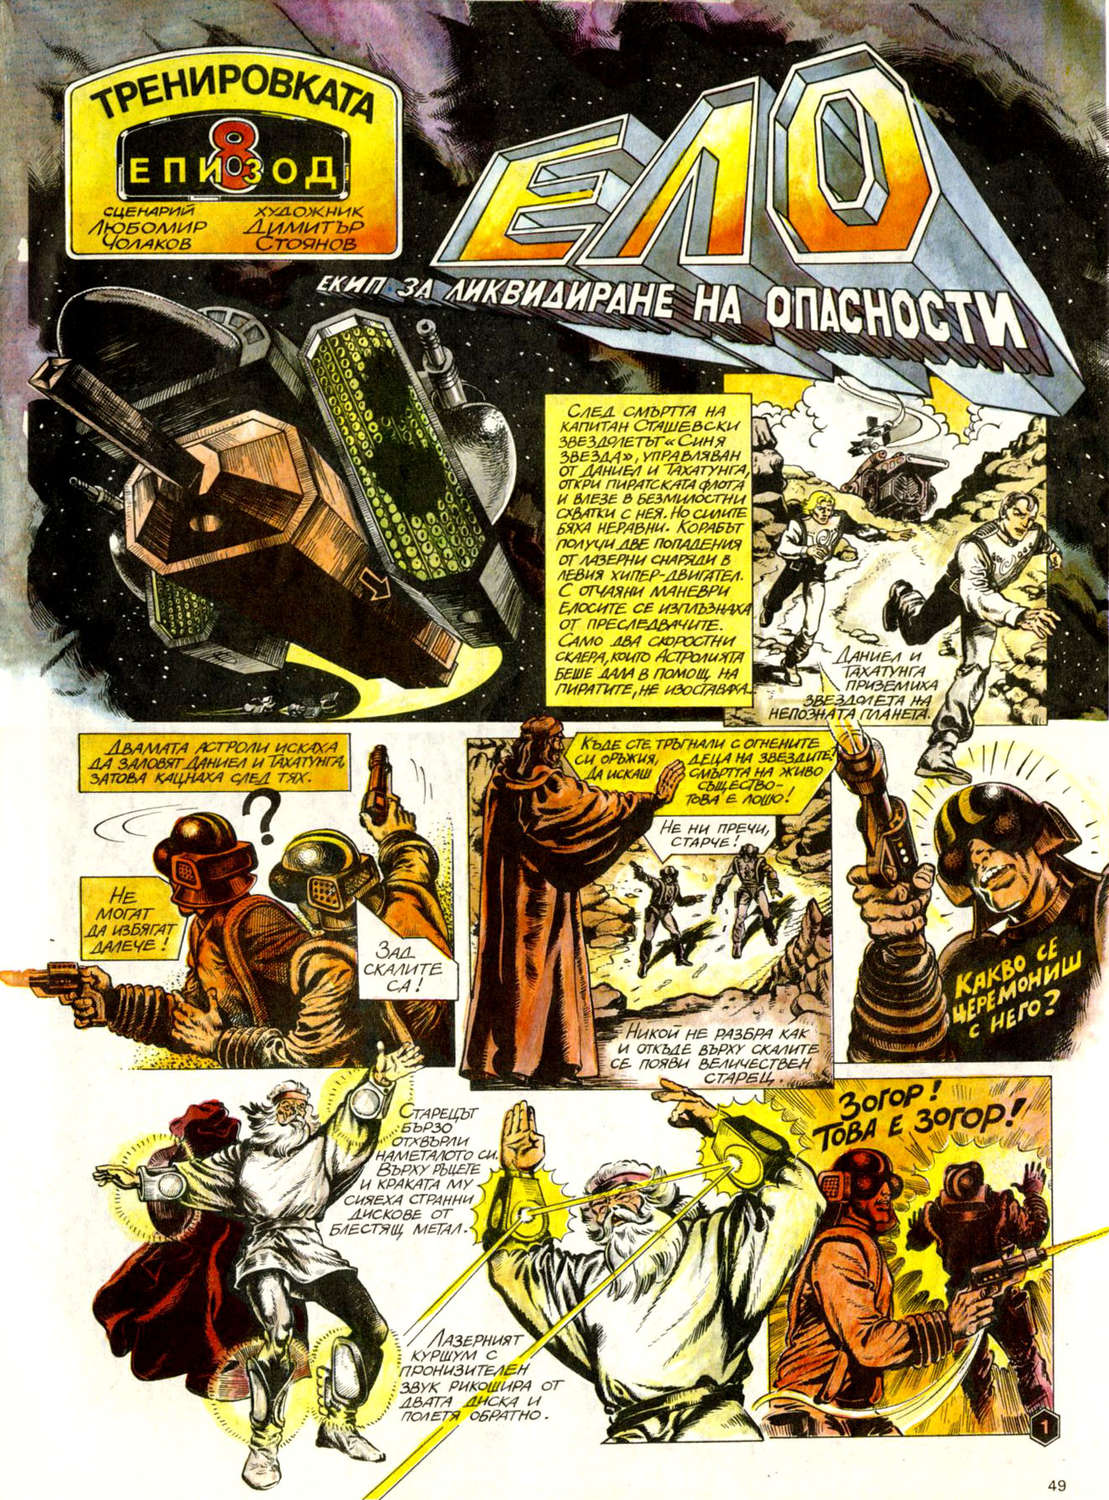 ТРЕНИРОВКАТА
8
ЕПИЗОД
СЦЕНАРИЙ
ЛЮБОМИР
ЧОЛАКОВ
ХУДОЖНИК
ДИМИТЪР
СТОЯНОВ
ЕЛО
ЕКИП ЗА ЛИКВИДИРАНЕ НА ОПАСНОСТИ
СЛЕД СМЪРТТА НА
КАПИТАН СТАШЕВСКИ
ЗВЕЗДОЛЕТЪТ «СИНЯ
ЗВЕЗДА», УПРАВЛЯВАН
ОТ ДАНИЕЛ И ТАХАТУНГА,
ОТКРИ ПИРАТСКАТА ФЛОТА
И ВЛЕЗЕ В БЕЗМИЛОСТНИ
СХВАТКИ С НЕЯ. НО СИЛИТЕ
БЯХА НЕРАВНИ. КОРАБЪТ
ПОЛУЧИ ДВЕ ПОПАДЕНИЯ
ОТ ЛАЗЕРНИ СНАРЯДИ В
ЛЕВИЯ ХИПЕР-ДВИГАТЕЛ.
С ОТЧАЯНИ МАНЕВРИ
ЕЛОСИТЕ СЕ ИЗПЛЪЗНАХА
ОТ ПРЕСЛЕДВАЧИТЕ.
САМО ДВА СКОРОСТНИ
СКАЕРА, КОИТО АСТРОЛИЯТА
БЕШЕ ДАЛА В ПОМОЩ НА
ПИРАТИТЕ, НЕ ИЗОСТАВАХА...
ДАНИЕЛ И
ТАХАТУНГА
ПРИЗЕМИХА
ЗВЕЗДОЛЕТА НА
НЕПОЗНАТА ПЛАНЕТА.
ДВАМАТА АСТРОЛИ ИСКАХА
ДА ЗАЛОВЯТ ДАНИЕЛ И ТАХАТУНГА,
ЗАТОВА КАЦНАХА СЛЕД ТЯХ.
?
НЕ
МОГАТ
ДА ИЗБЯГАТ
ДАЛЕЧЕ!
ЗАД
СКАЛИТЕ
СА!
КЪДЕ СТЕ ТРЪГНАЛИ С ОГНЕНИТЕ
СИ ОРЪЖИЯ, ДЕЦА НА ЗВЕЗДИТЕ!
ДА ИСКАШ СМЪРТТА НА ЖИВО
СЪЩЕСТВО-
ТОВА Е ЛОШО!
НЕ НИ ПРЕЧИ,
СТАРЧЕ!
НИКОЙ НЕ РАЗБРА КАК
И ОТКЪДЕ ВЪРХУ СКАЛИТЕ
СЕ ПОЯВИ ВЕЛИЧЕСТВЕН
СТАРЕЦ.
КАКВО СЕ
ЦЕРЕМОНИШ
С НЕГО?
СТАРЕЦЪТ
БЪРЗО
ОТХВЪРЛИ
НАМЕТАЛОТО СИ.
ВЪРХУ РЪЦЕТЕ
И КРАКАТА МУ
СИЯЕХА СТРАННИ
ДИСКОВЕ ОТ
БЛЕСТЯЩ МЕТАЛ.
ЛАЗЕРНИЯТ
КУРШУМ С
ПРОНИЗИТЕЛЕН
ЗВУК РИКОШИРА ОТ
ДВАТА ДИСКА И
ПОЛЕТЯ ОБРАТНО.
ЗОГОР!
ТОВА Е ЗОГОР!
1
49